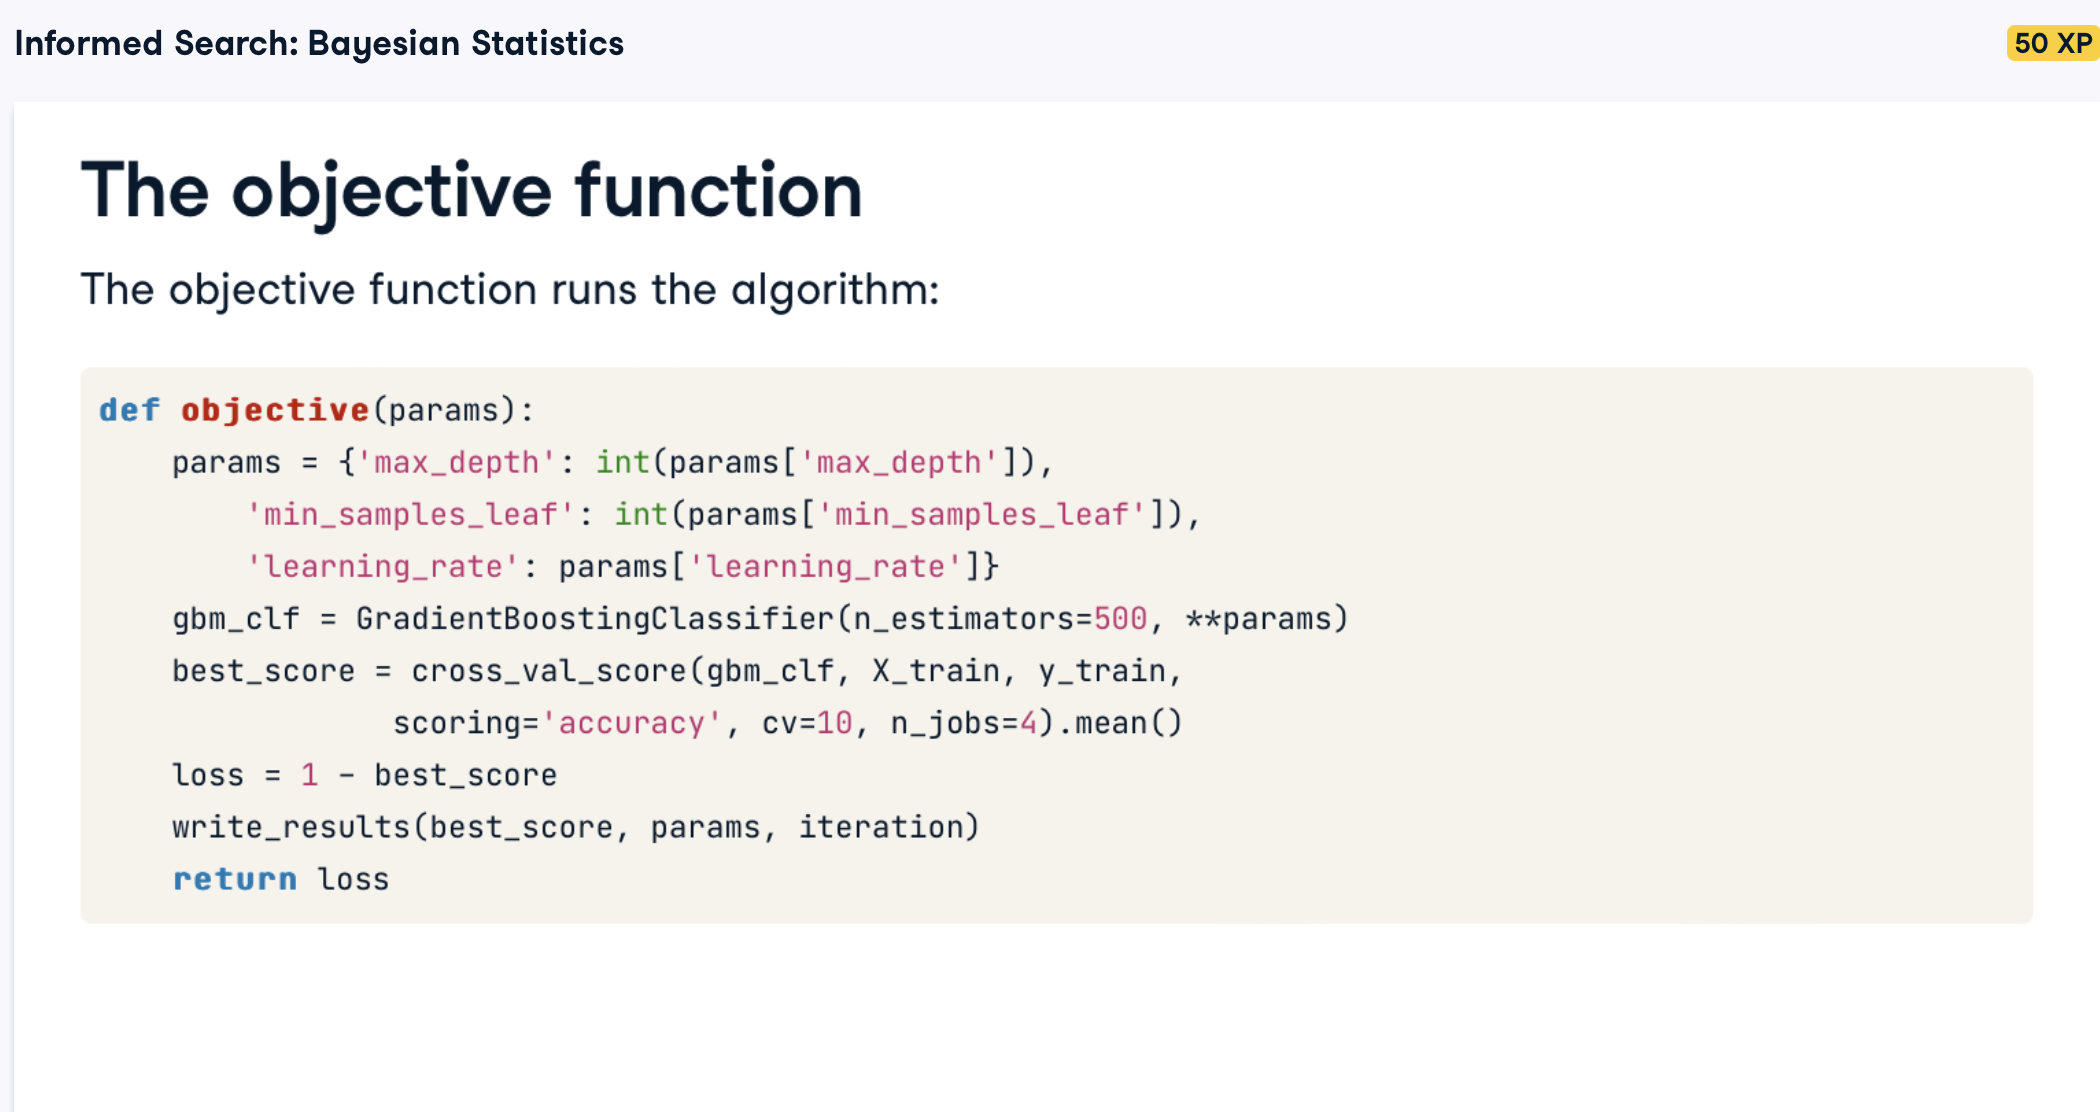 Informed Search: Bayesian Statistics
50 XP
The objective function
The objective function runs the algorithm:
def objective(params):
    params = {'max_depth': int(params['max_depth']),
        'min_samples_leaf': int(params['min_samples_leaf']),
        'learning_rate': params['learning_rate']}
    gbm_clf = GradientBoostingClassifier(n_estimators=500, **params)
    best_score = cross_val_score(gbm_clf, X_train, y_train,
                scoring='accuracy', cv=10, n_jobs=4).mean()
    loss = 1 - best_score
    write_results(best_score, params, iteration)
    return loss